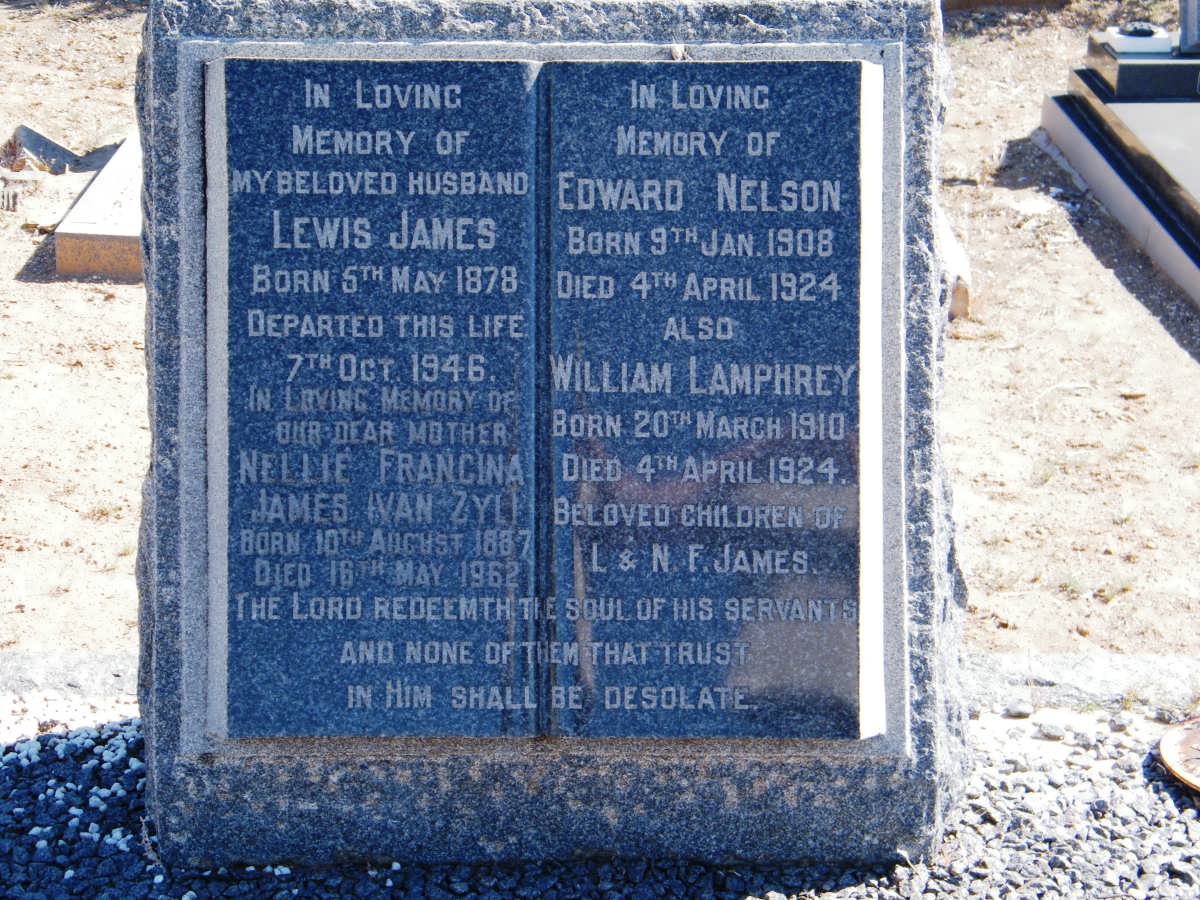 IN LOVING
MEMORY OF
MY BELOVED HUSBAND
LEWIS JAMES
BORN 5TH MAY 1878
DEPARTED THIS LIFE
7TH OCT 1946.
IN LOVING MEMORY OF
OUR DEAR MOTHER
NELLIE FRANCINA
JAMES (VAN ZYL)
BORN 10TH AUGUST 1887
DIED 16TH MAY 1962
IN LOVING
MEMORY OF
EDWARD NELSON
BORN 9TH JAN. 1908
DIED 4TH APRIL 1924
ALSO
WILLIAM LAMPHREY
BORN 20TH MARCH 1910
DIED 4TH APRIL 1924.
BELOVED CHILDREN OF
L & N. F. JAMES.
THE LORD REDEEMTH THE SOUL OF HIS SERVANTS
AND NONE OF THEM THAT TRUST
IN HIM SHALL BE DESOLATE.